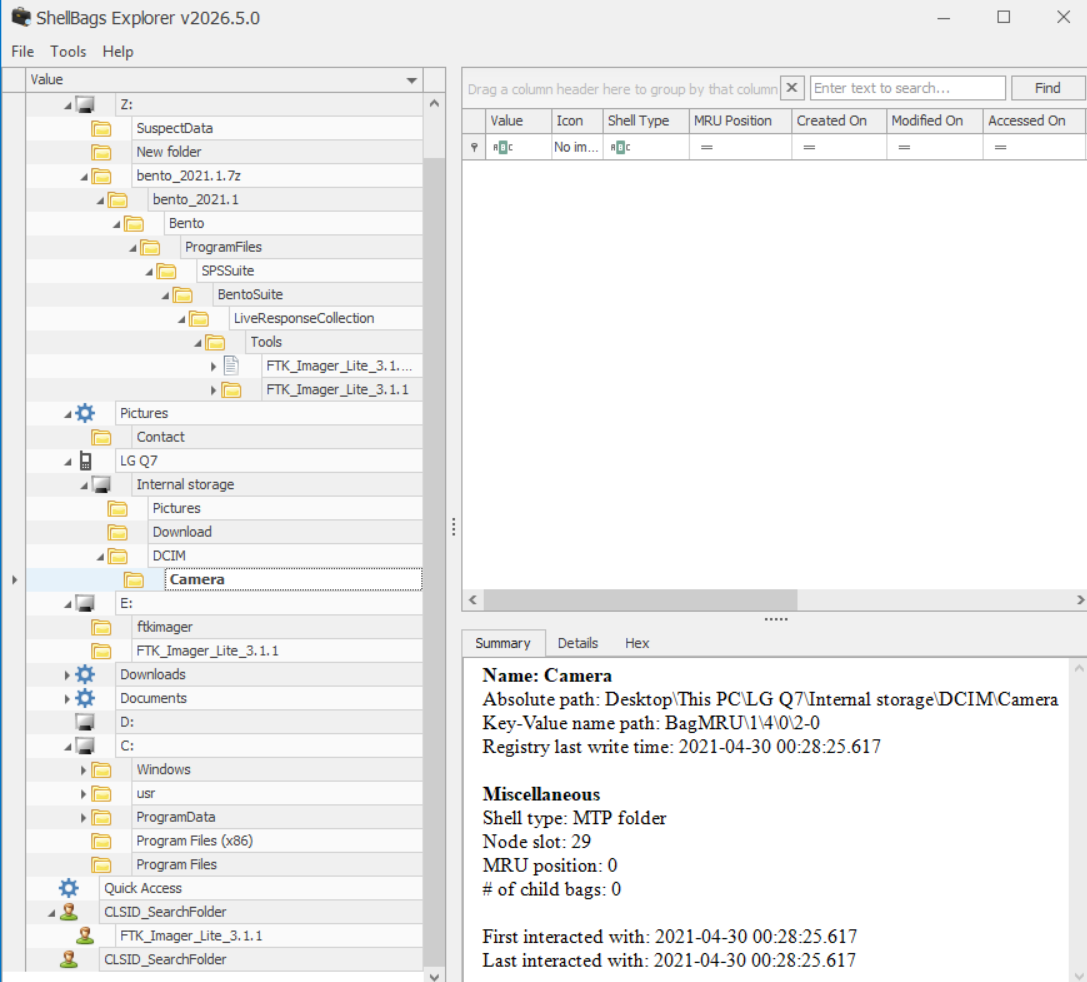 ShellBags Explorer v2026.5.0
File Tools Help
Value
Z:
SuspectData
New folder
bento_2021.1.7z
bento_2021.1
Bento
ProgramFiles
SPSSuite
BentoSuite
LiveResponseCollection
Tools
FTK_Imager_Lite_3.1....
FTK_Imager_Lite_3.1.1
Pictures
Contact
LG Q7
Internal storage
Pictures
Download
DCIM
Camera
E:
ftkimager
FTK_Imager_Lite_3.1.1
Downloads
Documents
D:
C:
Windows
usr
ProgramData
Program Files (x86)
Program Files
Quick Access
CLSID_SearchFolder
FTK_Imager_Lite_3.1.1
CLSID_SearchFolder
Drag a column header here to group by that column Enter text to search... Find
Value Icon Shell Type MRU Position Created On Modified On Accessed On
ABC No im... ABC = = = =
Summary Details Hex
Name: Camera
Absolute path: Desktop\This PC\LG Q7\Internal storage\DCIM\Camera
Key-Value name path: BagMRU\1\4\0\2-0
Registry last write time: 2021-04-30 00:28:25.617
Miscellaneous
Shell type: MTP folder
Node slot: 29
MRU position: 0
# of child bags: 0
First interacted with: 2021-04-30 00:28:25.617
Last interacted with: 2021-04-30 00:28:25.617